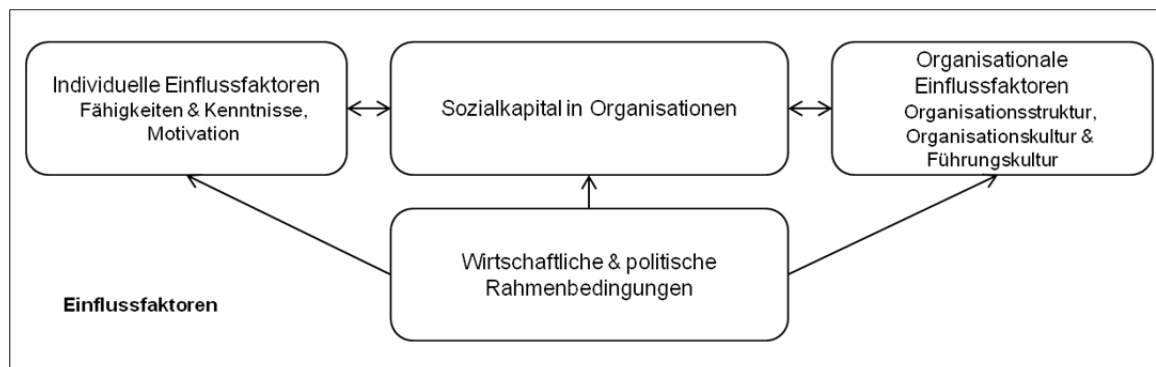 Individuelle Einflussfaktoren
Fähigkeiten & Kenntnisse,
Motivation
Sozialkapital in Organisationen
Organisationale
Einflussfaktoren
Organisationsstruktur,
Organisationskultur &
Führungskultur
Wirtschaftliche & politische
Rahmenbedingungen
Einflussfaktoren